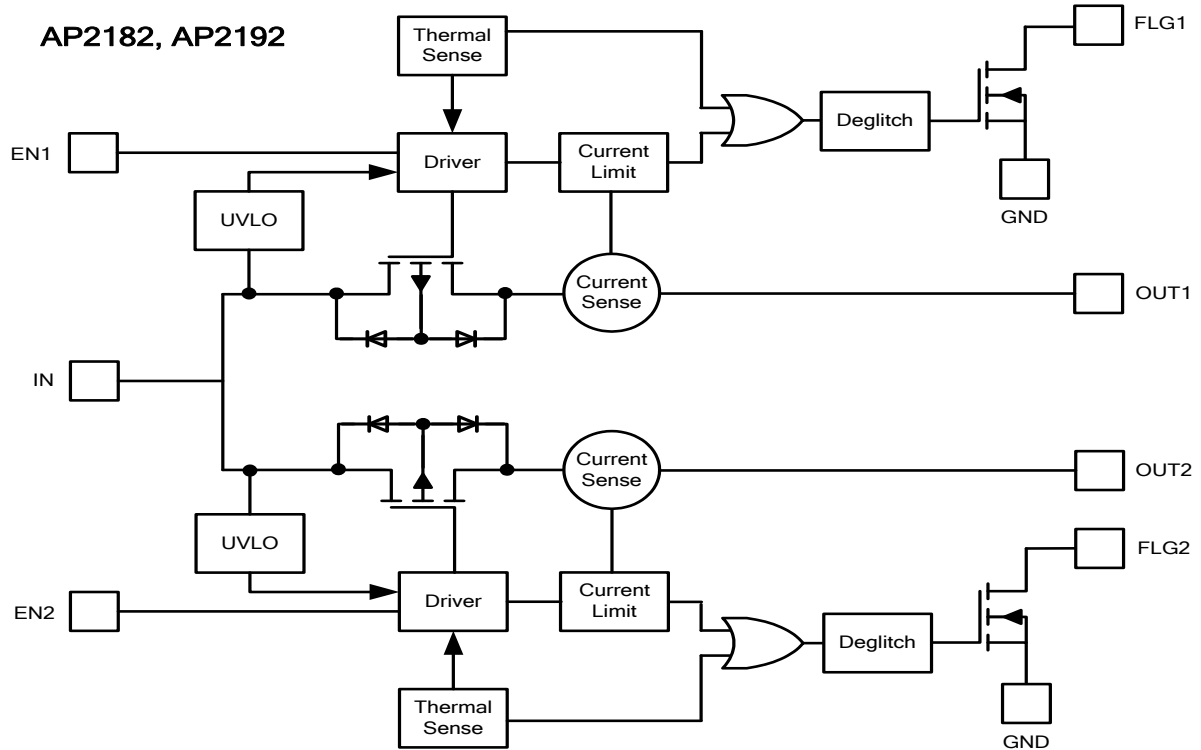 AP2182, AP2192
Thermal
Sense
FLG1
Deglitch
EN1
Driver
Current
Limit
UVLO
GND
Current
Sense
OUT1
IN
Current
Sense
OUT2
UVLO
FLG2
EN2
Driver
Current
Limit
Deglitch
Thermal
Sense
GND